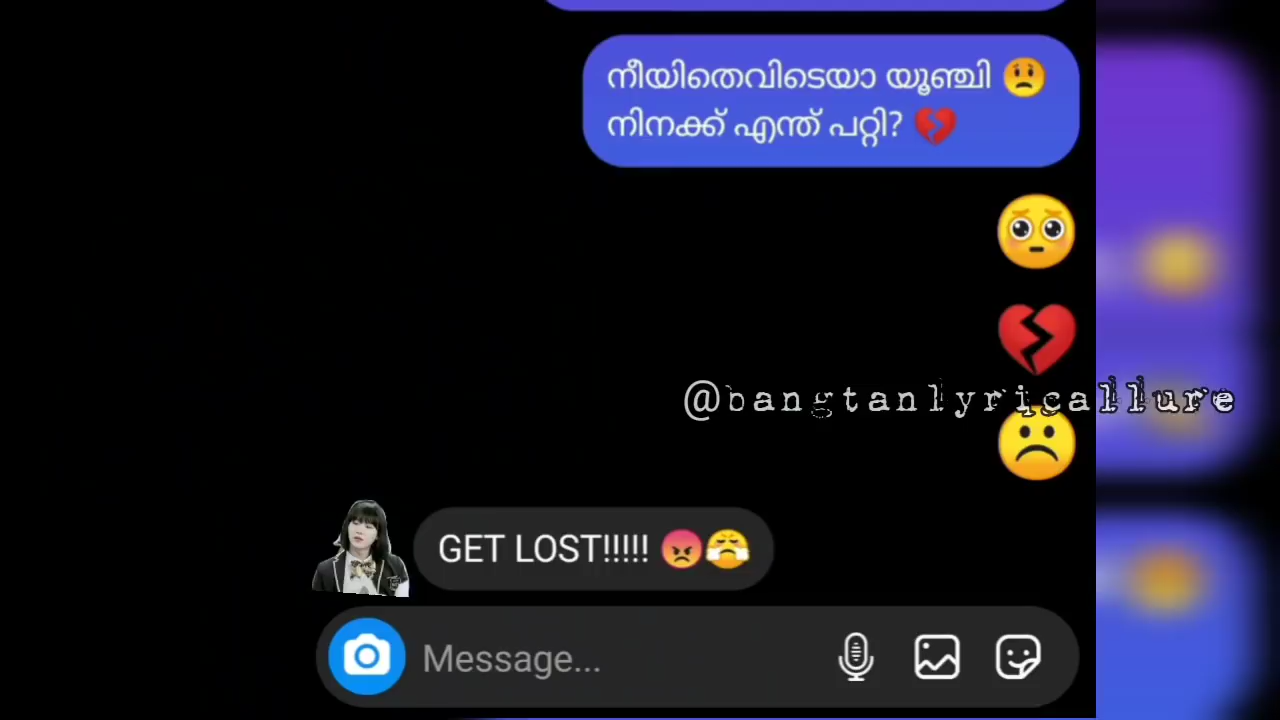 നീയിതെവിടെയാ യൂഞ്ചി 😟
നിനക്ക് എന്ത് പറ്റി? 💔
🥺
💔
☹️
@bangtanlyricallure
GET LOST!!!!! 😡😤
Message...